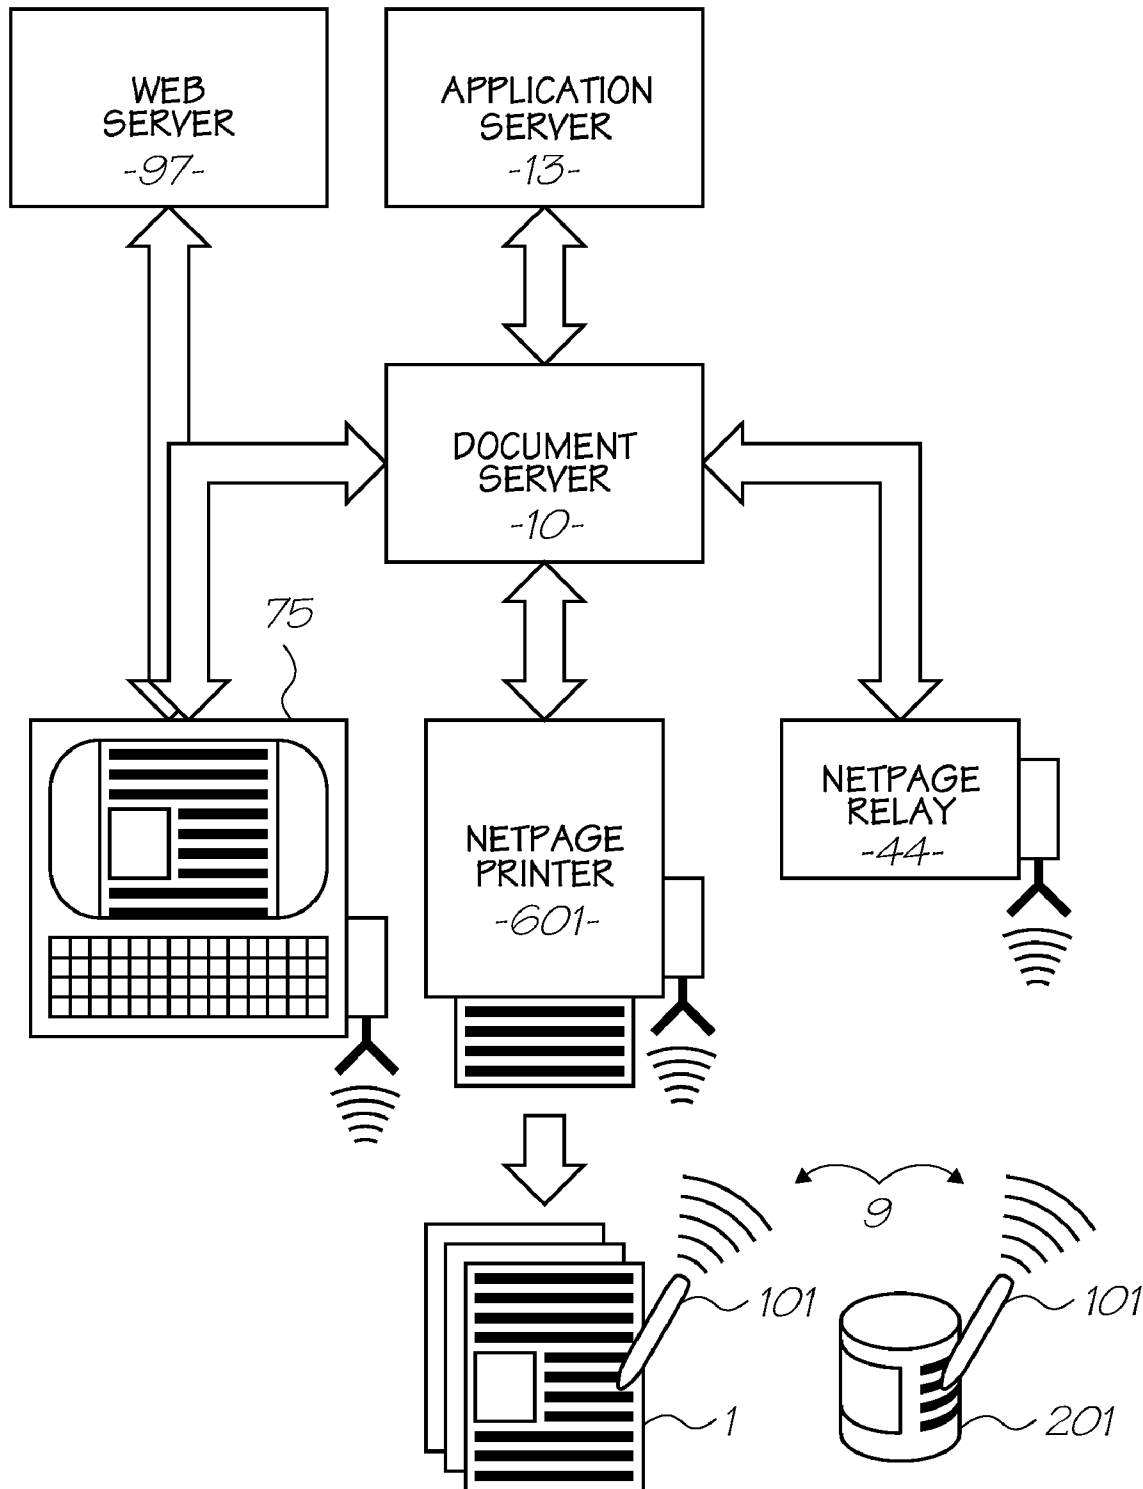 WEB
SERVER
-97-
APPLICATION
SERVER
-13-
DOCUMENT
SERVER
-10-
75
NETPAGE
PRINTER
-601-
NETPAGE
RELAY
-44-
9
101
101
1
201